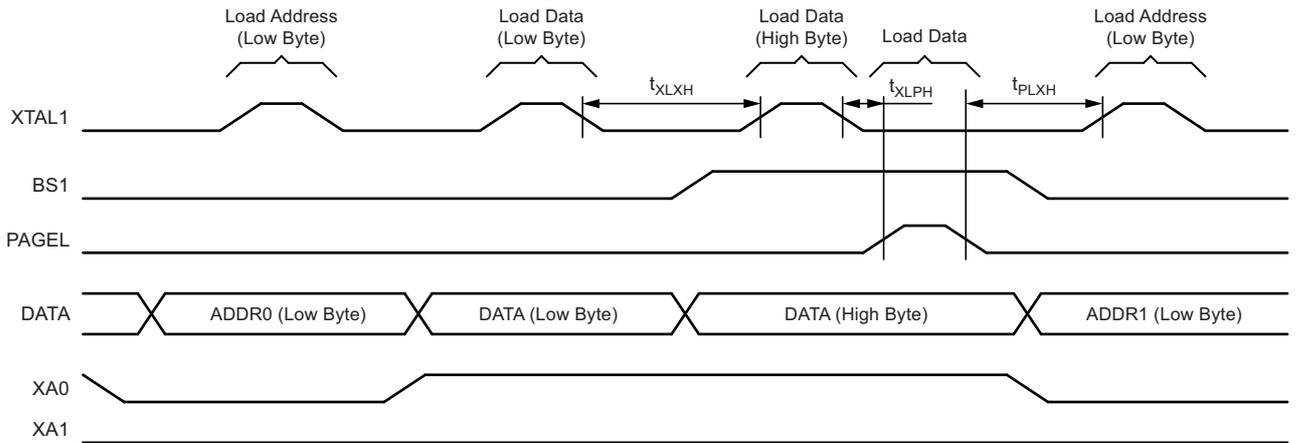 Load Address
(Low Byte)
Load Data
(Low Byte)
Load Data
(High Byte)
Load Data
Load Address
(Low Byte)
tXLXH
tXLPH
tPLXH
XTAL1
BS1
PAGEL
DATA
ADDR0 (Low Byte)
DATA (Low Byte)
DATA (High Byte)
ADDR1 (Low Byte)
XA0
XA1